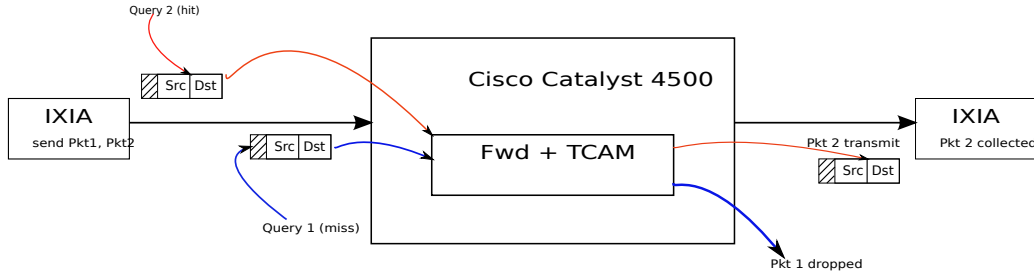 Query 2 (hit)
Src Dst
Cisco Catalyst 4500
IXIA
send Pkt1, Pkt2
Src Dst
Fwd + TCAM
Query 1 (miss)
Pkt 2 transmit
Src Dst
IXIA
Pkt 2 collected
Pkt 1 dropped